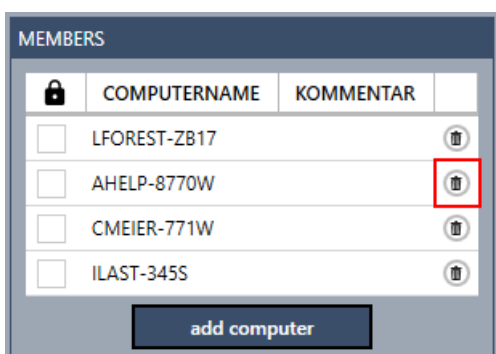 MEMBERS
COMPUTERNAME KOMMENTAR
LFOREST-ZB17
AHELP-8770W
CMEIER-771W
ILAST-345S
add computer